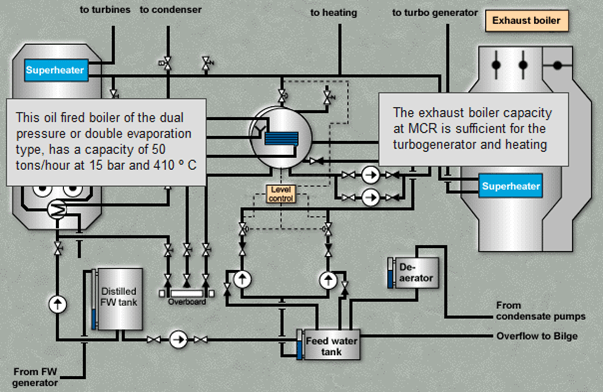 to turbines
to condenser
to heating
to turbo generator
Exhaust boiler
Superheater
This oil fired boiler of the dual
pressure or double evaporation
type, has a capacity of 50
tons/hour at 15 bar and 410 º C
The exhaust boiler capacity
at MCR is sufficient for the
turbogenerator and heating
Superheater
Level
control
De-
aerator
Distilled
FW tank
Overboard
From
condensate pumps
Overflow to Bilge
Feed water
tank
From FW
generator